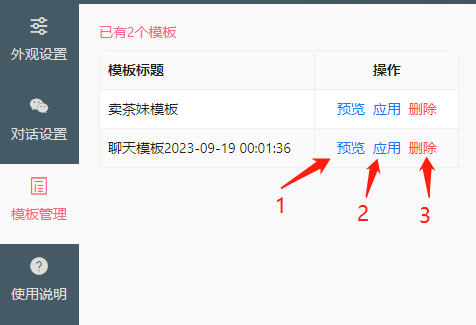 外观设置
对话设置
模板管理
使用说明
已有2个模板
模板标题 操作
卖茶妹模板 预览 应用 删除
聊天模板2023-09-19 00:01:36 预览 应用 删除
1 2 3